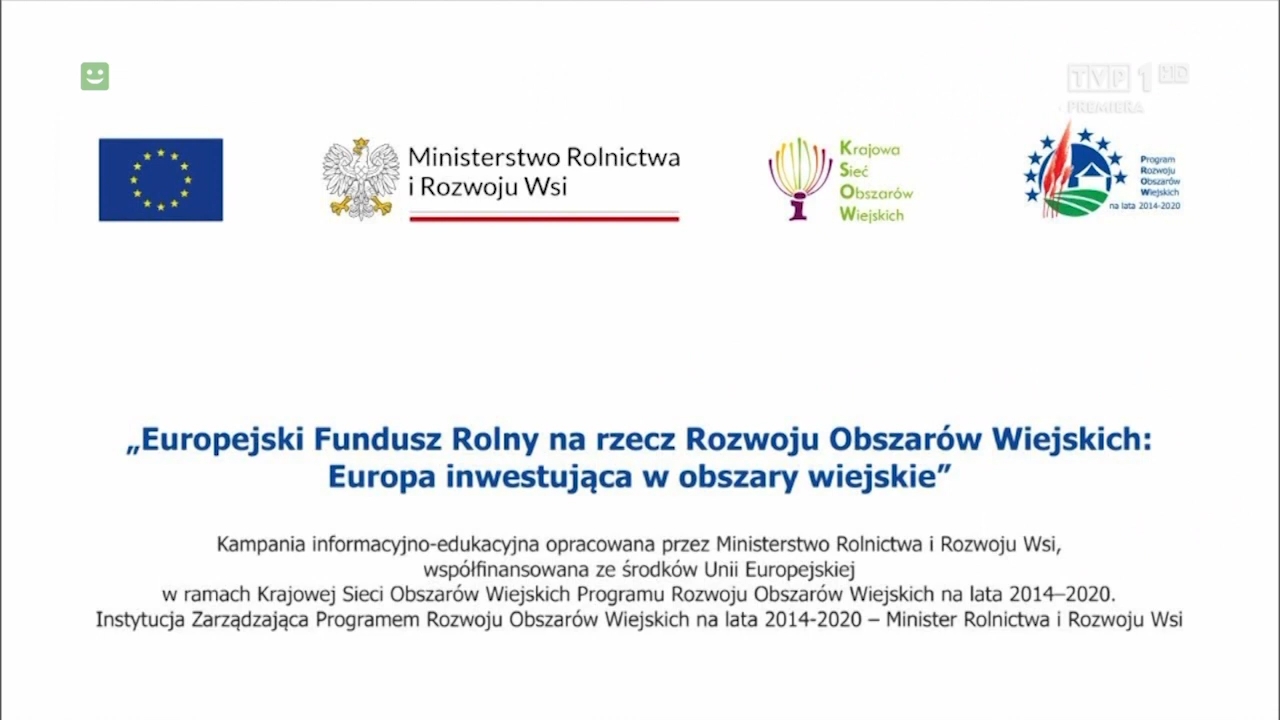 TVP 1 HD
PREMIERA
Ministerstwo Rolnictwa
i Rozwoju Wsi
Krajowa
Sieć
Obszarów
Wiejskich
Program
Rozwoju
Obszarów
Wiejskich
na lata 2014-2020
„Europejski Fundusz Rolny na rzecz Rozwoju Obszarów Wiejskich:
Europa inwestująca w obszary wiejskie”
Kampania informacyjno-edukacyjna opracowana przez Ministerstwo Rolnictwa i Rozwoju Wsi,
współfinansowana ze środków Unii Europejskiej
w ramach Krajowej Sieci Obszarów Wiejskich Programu Rozwoju Obszarów Wiejskich na lata 2014–2020.
Instytucja Zarządzająca Programem Rozwoju Obszarów Wiejskich na lata 2014-2020 – Minister Rolnictwa i Rozwoju Wsi